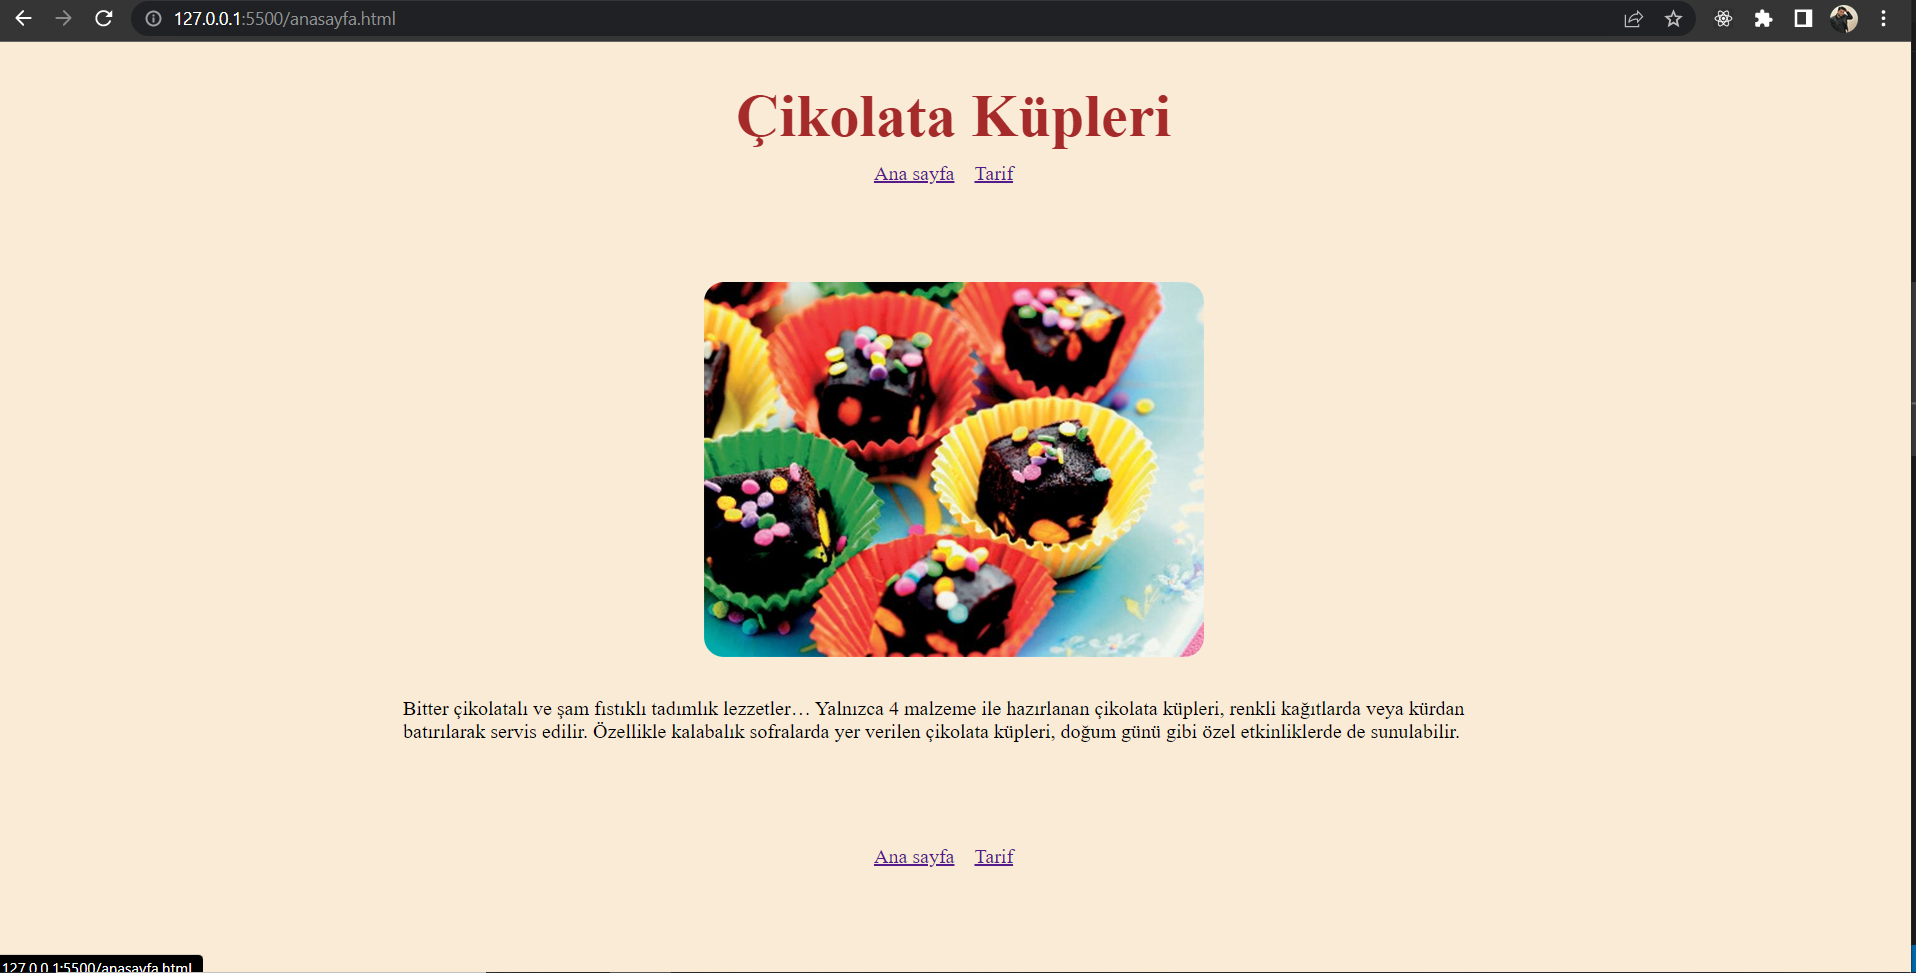 127.0.0.1:5500/anasayfa.html
Çikolata Küpleri
Ana sayfa Tarif
Bitter çikolatalı ve şam fıstıklı tadımlık lezzetler… Yalnızca 4 malzeme ile hazırlanan çikolata küpleri, renkli kağıtlarda veya kürdan
batırılarak servis edilir. Özellikle kalabalık sofralarda yer verilen çikolata küpleri, doğum günü gibi özel etkinliklerde de sunulabilir.
Ana sayfa Tarif
127.0.0.1:5500/anasayfa.html